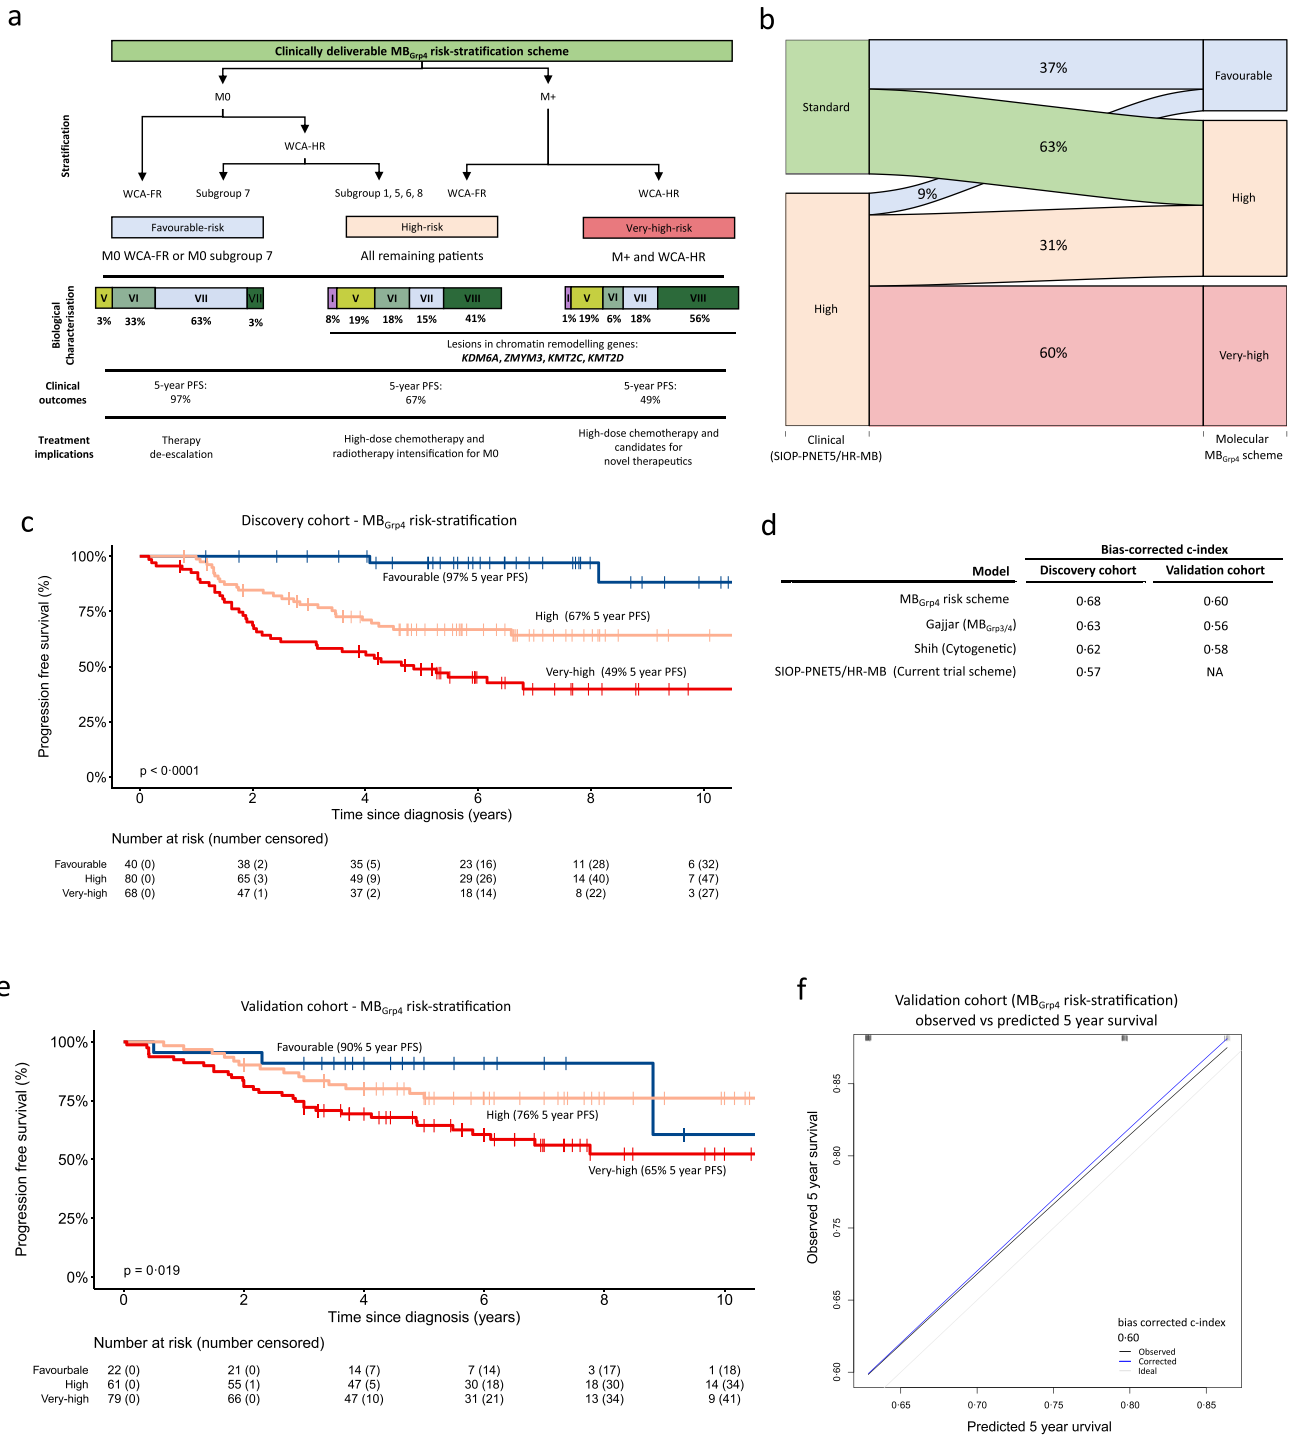 a
Clinically deliverable MBGrp4 risk-stratification scheme
M0
M+
WCA-HR
WCA-FR
Subgroup 7
Subgroup 1, 5, 6, 8
WCA-FR
WCA-HR
Stratification
Favourable-risk
High-risk
Very-high-risk
M0 WCA-FR or M0 subgroup 7
All remaining patients
M+ and WCA-HR
Biological
Characterisation
V VI VII VII
3% 33% 63% 3%
I V VI VII VIII
8% 19% 18% 15% 41%
I V VI VII VIII
1% 19% 6% 18% 56%
Lesions in chromatin remodelling genes:
KDM6A, ZMYM3, KMT2C, KMT2D
Clinical
outcomes
5-year PFS:
97%
5-year PFS:
67%
5-year PFS:
49%
Treatment
implications
Therapy
de-escalation
High-dose chemotherapy and
radiotherapy intensification for M0
High-dose chemotherapy and
candidates for
novel therapeutics
b
Standard
High
37%
63%
9%
31%
60%
Favourable
High
Very-high
Clinical
(SIOP-PNET5/HR-MB)
Molecular
MBGrp4 scheme
c
Discovery cohort - MBGrp4 risk-stratification
Progression free survival (%)
100%
75%
50%
25%
0%
Favourable (97% 5 year PFS)
High (67% 5 year PFS)
Very-high (49% 5 year PFS)
p < 0·0001
0 2 4 6 8 10
Time since diagnosis (years)
Number at risk (number censored)
Favourable 40 (0) 38 (2) 35 (5) 23 (16) 11 (28) 6 (32)
High 80 (0) 65 (3) 49 (9) 29 (26) 14 (40) 7 (47)
Very-high 68 (0) 47 (1) 37 (2) 18 (14) 8 (22) 3 (27)
d
Bias-corrected c-index
Model Discovery cohort Validation cohort
MBGrp4 risk scheme 0·68 0·60
Gajjar (MBGrp3/4) 0·63 0·56
Shih (Cytogenetic) 0·62 0·58
SIOP-PNET5/HR-MB (Current trial scheme) 0·57 NA
e
Validation cohort - MBGrp4 risk-stratification
Progression free survival (%)
100%
75%
50%
25%
0%
Favourable (90% 5 year PFS)
High (76% 5 year PFS)
Very-high (65% 5 year PFS)
p = 0·019
0 2 4 6 8 10
Time since diagnosis (years)
Number at risk (number censored)
Favourbale 22 (0) 21 (0) 14 (7) 7 (14) 3 (17) 1 (18)
High 61 (0) 55 (1) 47 (5) 30 (18) 18 (30) 14 (34)
Very-high 79 (0) 66 (0) 47 (10) 31 (21) 13 (34) 9 (41)
f
Validation cohort (MBGrp4 risk-stratification)
observed vs predicted 5 year survival
Observed 5 year survival
0·85
0·80
0·75
0·65
0·60
bias corrected c-index
0·60
Observed
Corrected
Ideal
0·65 0·70 0·75 0·80 0·85
Predicted 5 year urvival